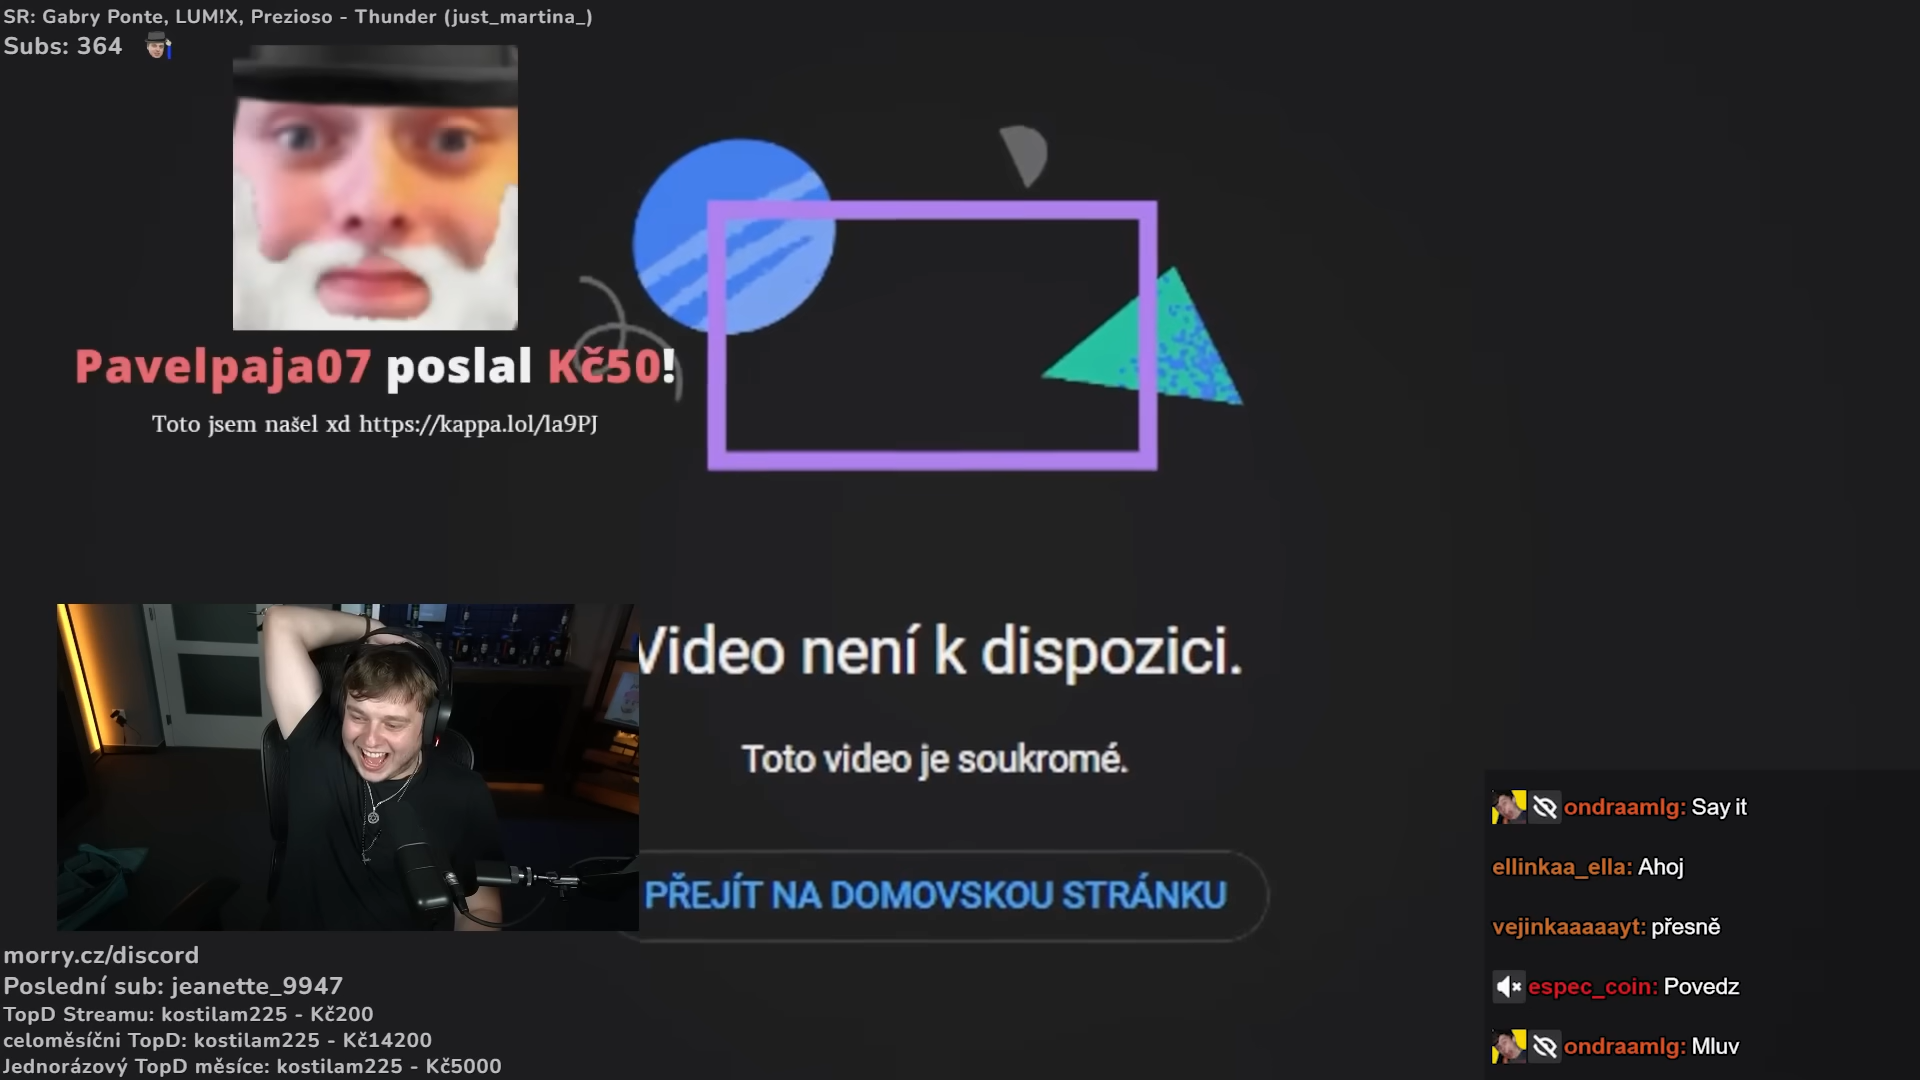 SR: Gabry Ponte, LUM!X, Prezioso - Thunder (just_martina_)
Subs: 364
Pavelpaja07 poslal Kč50!
Toto jsem našel xd https://kappa.lol/la9PJ
Video není k dispozici.
Toto video je soukromé.
PŘEJÍT NA DOMOVSKOU STRÁNKU
ondraamlg: Say it
ellinkaa_ella: Ahoj
vejinkaaaaayt: přesně
espec_coin: Povedz
ondraamlg: Mluv
morry.cz/discord
Poslední sub: jeanette_9947
TopD Streamu: kostilam225 - Kč200
celoměsíčni TopD: kostilam225 - Kč14200
Jednorázový TopD měsíce: kostilam225 - Kč5000